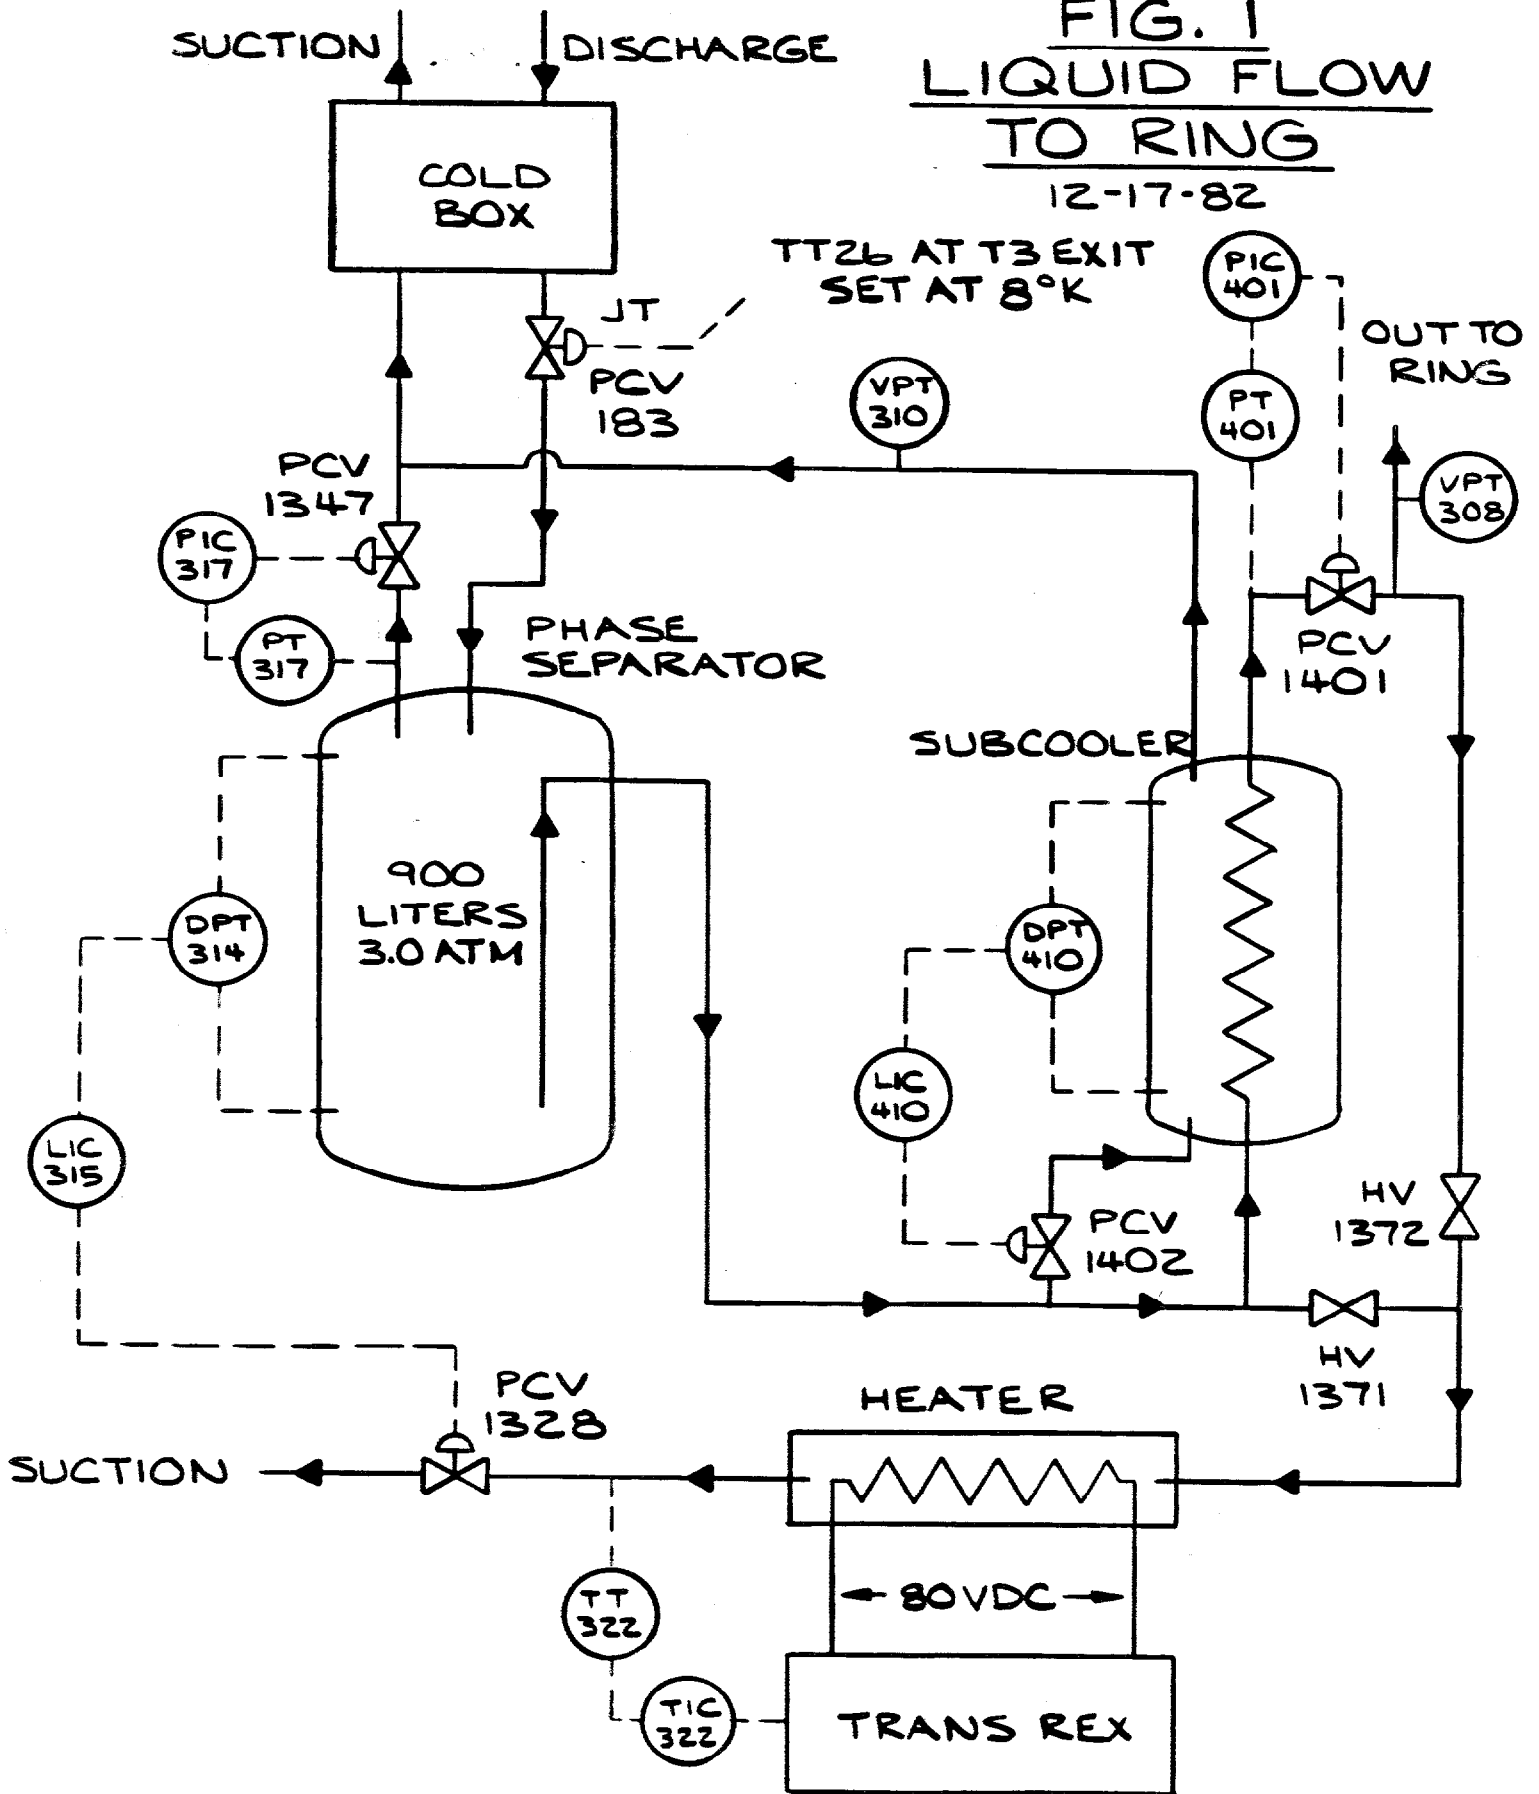 FIG. 1
LIQUID FLOW
TO RING
12-17-82
SUCTION
DISCHARGE
COLD
BOX
TT26 AT T3 EXIT
SET AT 8°K
JT
PCV
183
PIC
401
OUT TO
RING
VPT
310
PT
401
VPT
308
PCV
1347
PIC
317
PT
317
PHASE
SEPARATOR
PCV
1401
SUBCOOLER
900
LITERS
3.0 ATM
DPT
314
DPT
410
LIC
410
LIC
315
PCV
1402
HV
1372
HV
1371
PCV
1328
HEATER
SUCTION
80VDC
TT
322
TIC
322
TRANS REX